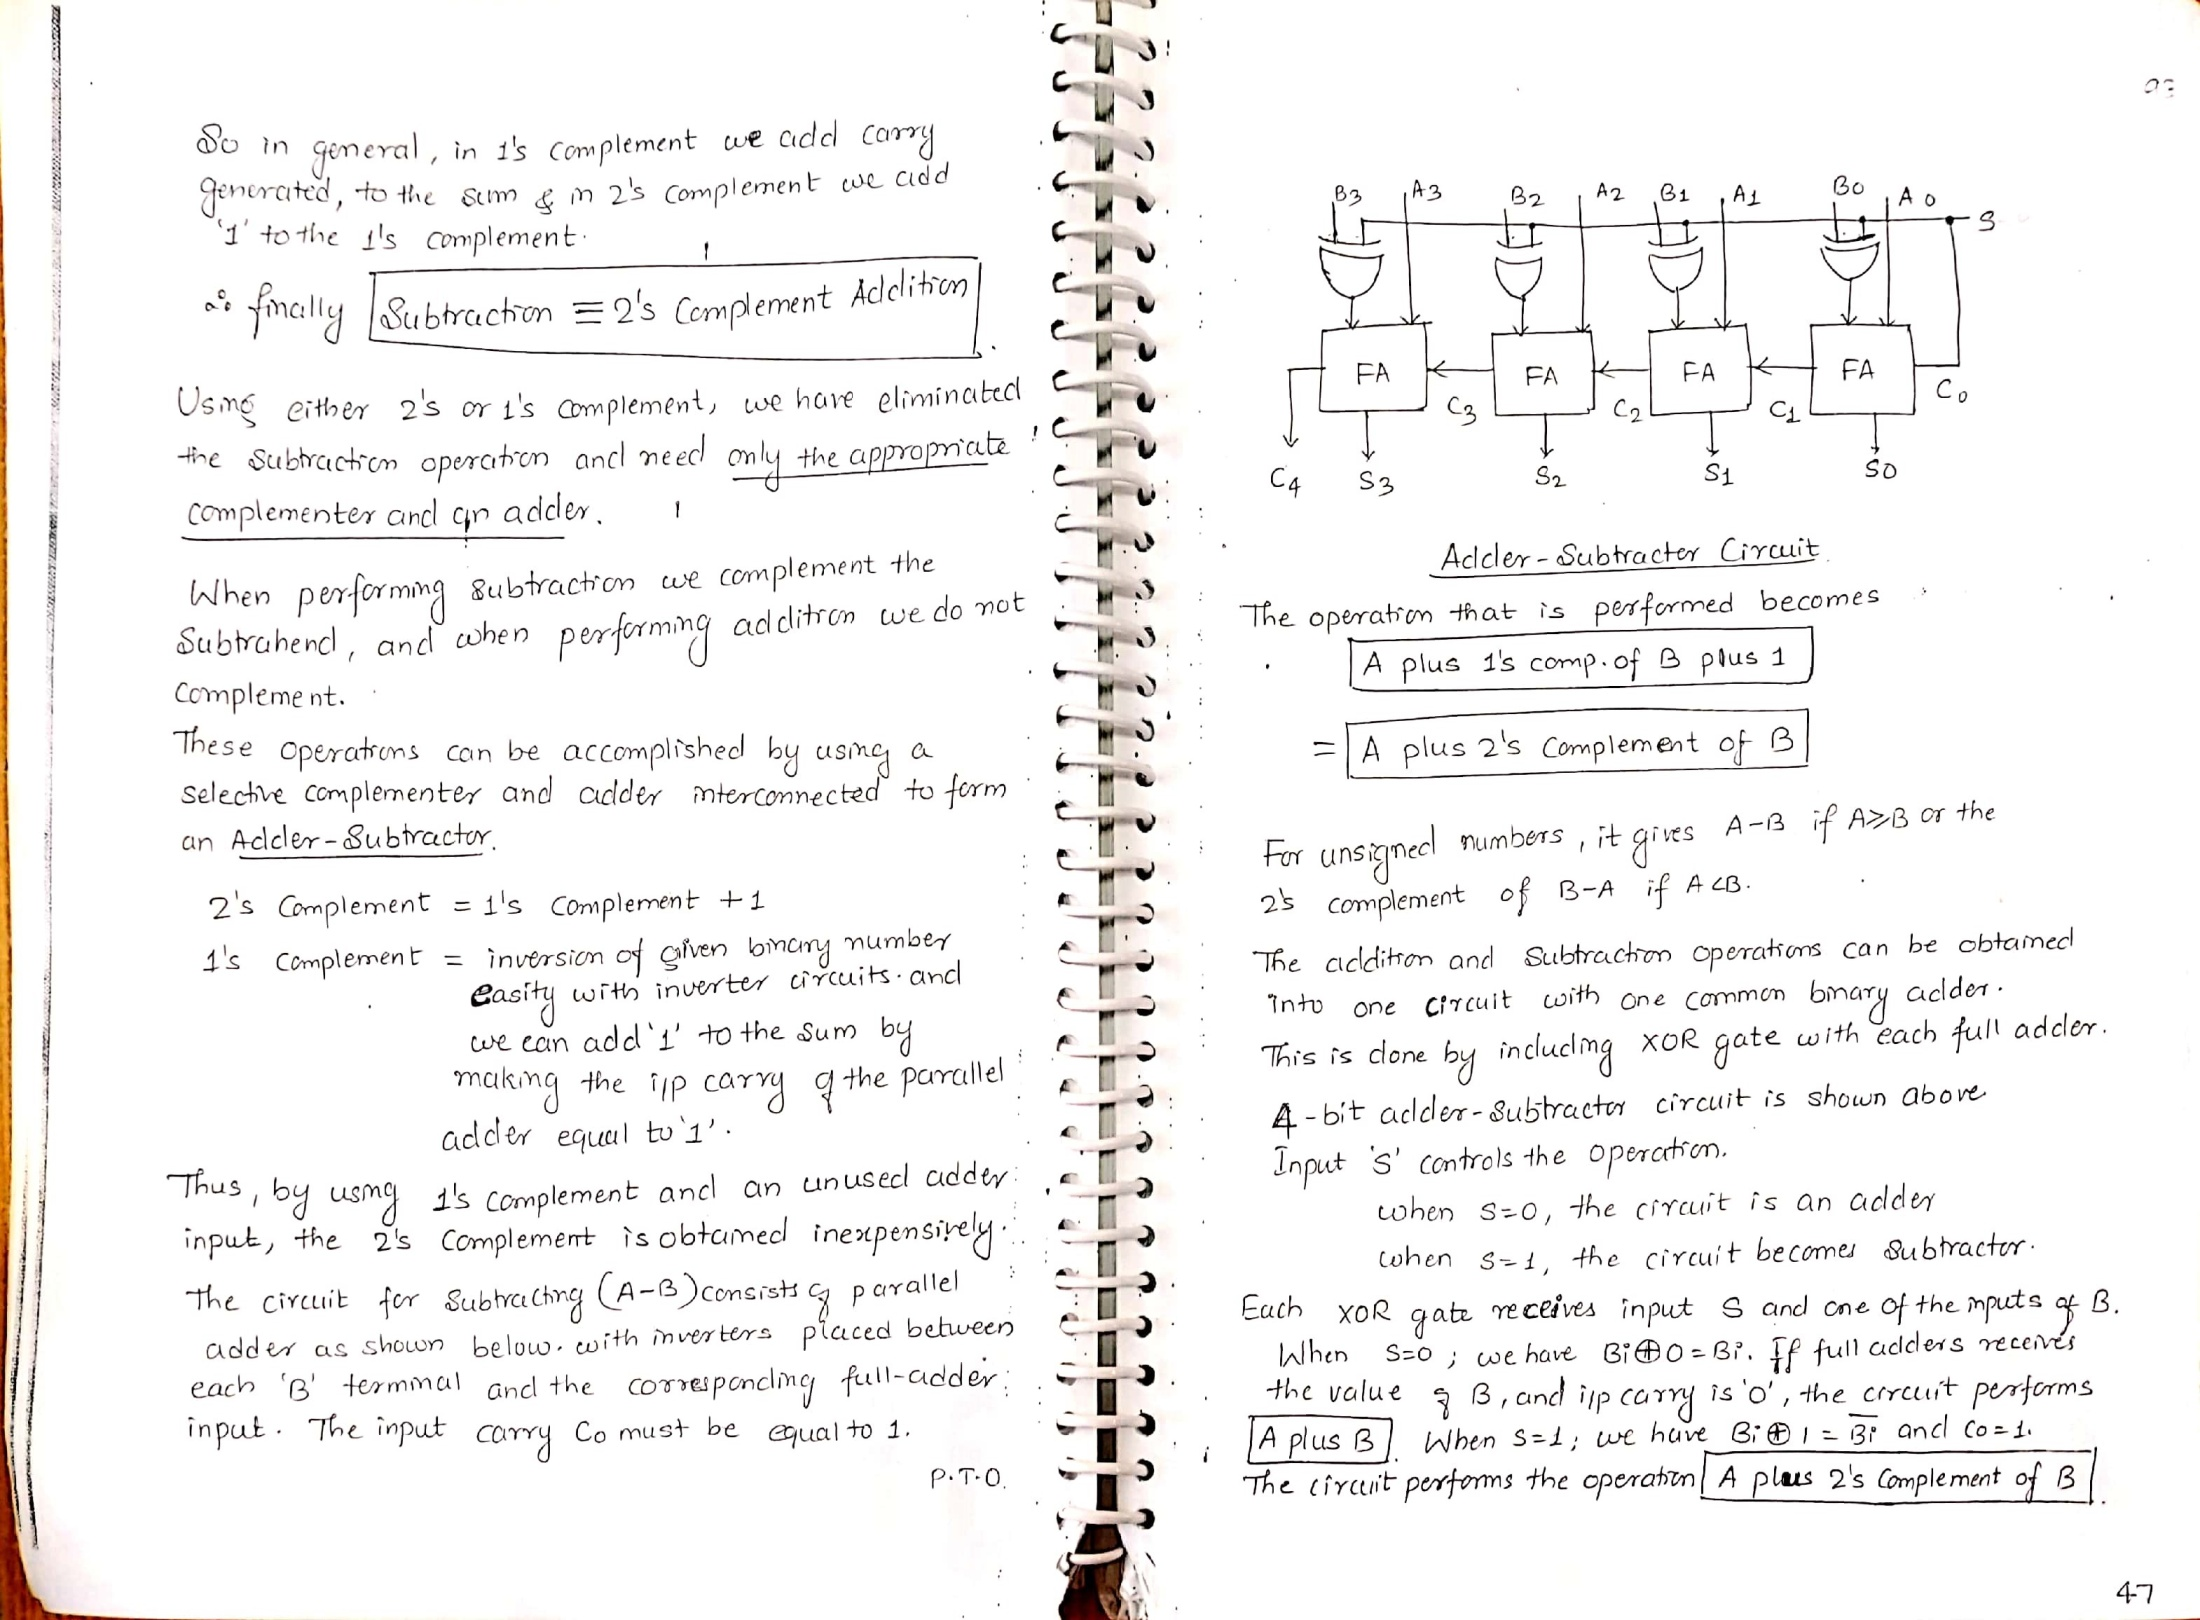 So in general, in 1's complement we add carry
generated, to the sum & in 2's complement we add
'1' to the 1's complement.
∴ finally Subtraction ≡ 2's Complement Addition
Using either 2's or 1's complement, we have eliminated
the subtraction operation and need only the appropriate
complementer and an adder.
When performing subtraction we complement the
Subtrahend, and when performing addition we do not
complement.
These operations can be accomplished by using a
selective complementer and adder interconnected to form
an Adder-Subtractor.
2's Complement = 1's complement + 1
1's complement = inversion of given binary number
easity with inverter circuits. and
we can add '1' to the sum by
making the i/p carry of the parallel
adder equal to '1'.
Thus, by using 1's complement and an unused adder
input, the 2's complement is obtained inexpensively.
The circuit for subtracting (A-B) consists of parallel
adder as shown below. with inverters placed between
each 'B' terminal and the corresponding full-adder
input. The input carry Co must be equal to 1.
P.T.O.
B3 A3 B2 A2 B1 A1 B0 A0 S
FA FA FA FA
C3 C2 C1 Co
C4 S3 S2 S1 S0
Adder-Subtracter Circuit
The operation that is performed becomes
A plus 1's comp. of B plus 1
= A plus 2's Complement of B
For unsigned numbers, it gives A-B if A≥B or the
2's complement of B-A if A<B.
The addition and Subtraction operations can be obtained
into one circuit with one common binary adder.
This is done by including XOR gate with each full adder.
4-bit adder-subtractor circuit is shown above
Input 'S' controls the operation.
when S=0, the circuit is an adder
when S=1, the circuit becomes subtractor.
Each XOR gate receives input S and one of the inputs of B.
When S=0; we have Bi⊕0=Bi. If full adders receives
the value of B, and i/p carry is '0', the circuit performs
A plus B. When S=1; we have Bi⊕1 = B̅i̅ and Co=1.
The circuit performs the operation A plus 2's Complement of B.
47